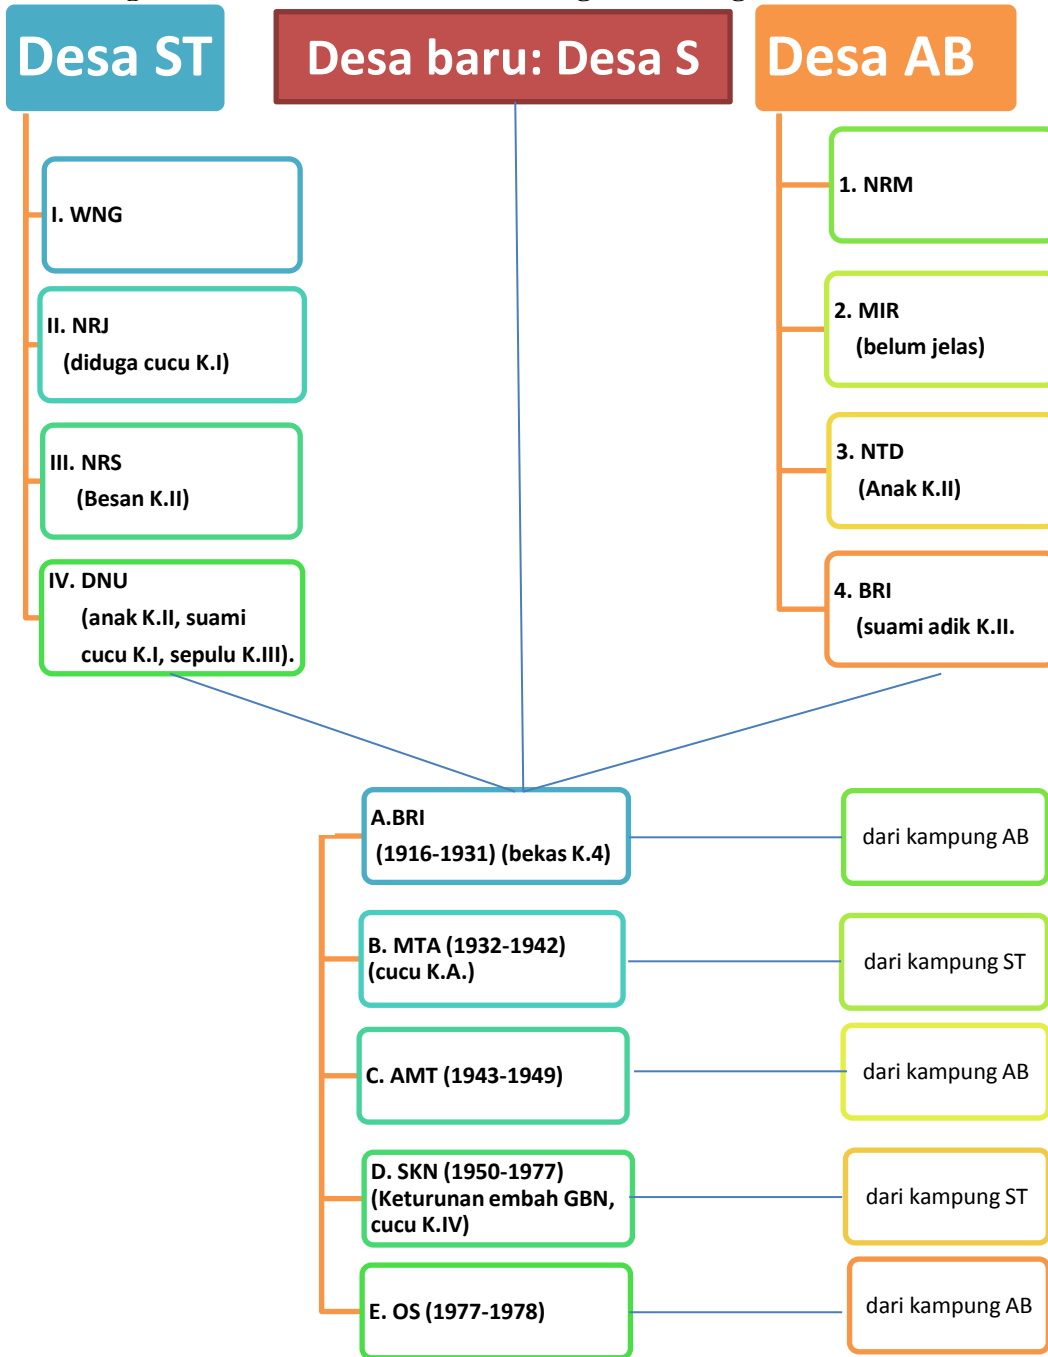 Desa ST
Desa baru: Desa S
Desa AB
I. WNG
II. NRJ
(diduga cucu K.I)
III. NRS
(Besan K.II)
IV. DNU
(anak K.II, suami
cucu K.I, sepulu K.III).
1. NRM
2. MIR
(belum jelas)
3. NTD
(Anak K.II)
4. BRI
(suami adik K.II.
A.BRI
(1916-1931) (bekas K.4)
dari kampung AB
B. MTA (1932-1942)
(cucu K.A.)
dari kampung ST
C. AMT (1943-1949)
dari kampung AB
D. SKN (1950-1977)
(Keturunan embah GBN,
cucu K.IV)
dari kampung ST
E. OS (1977-1978)
dari kampung AB